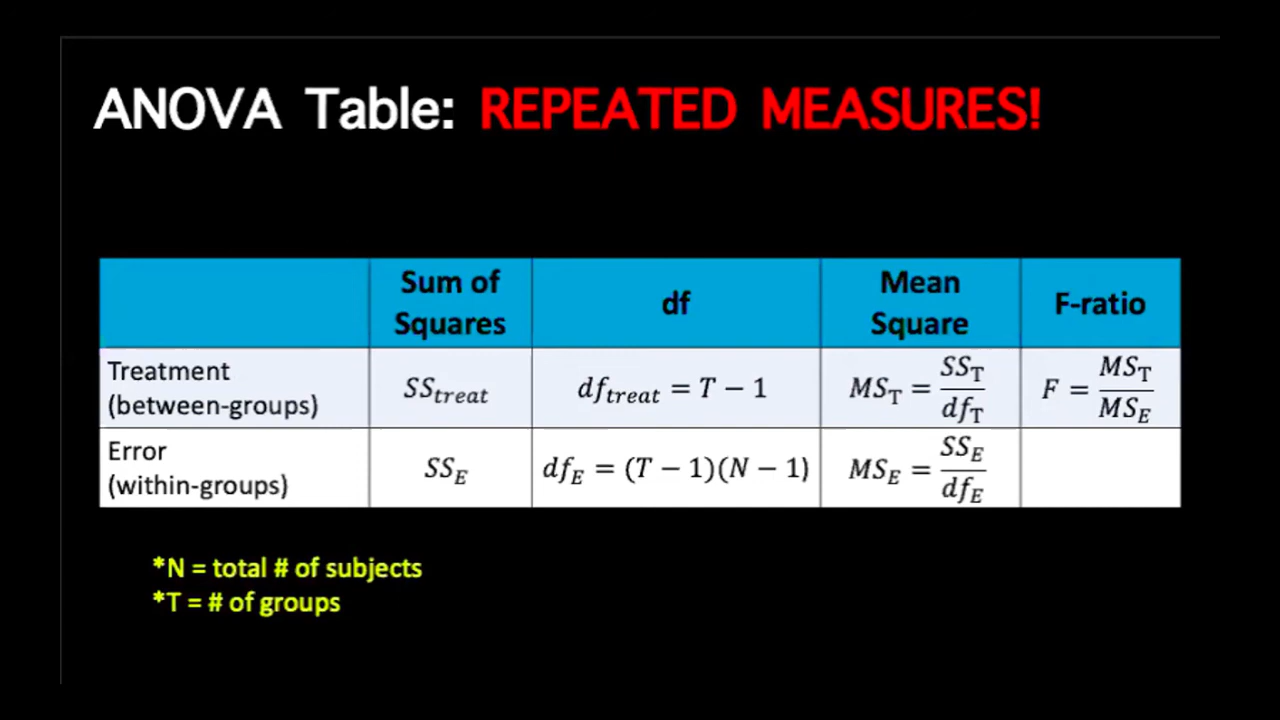 ANOVA Table: REPEATED MEASURES!
Sum of Squares | df | Mean Square | F-ratio
Treatment (between-groups) | SS_treat | df_treat = T − 1 | MS_T = SS_T / df_T | F = MS_T / MS_E
Error (within-groups) | SS_E | df_E = (T − 1)(N − 1) | MS_E = SS_E / df_E
*N = total # of subjects
*T = # of groups